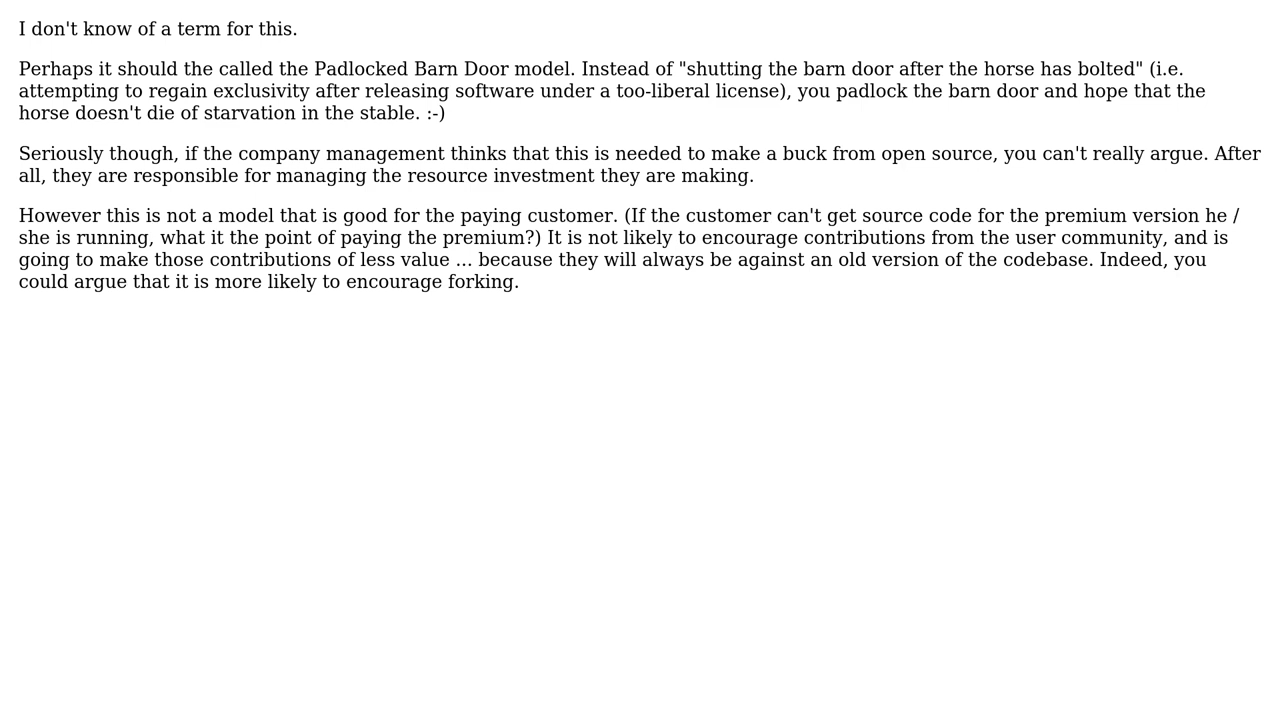 I don't know of a term for this.
Perhaps it should the called the Padlocked Barn Door model. Instead of "shutting the barn door after the horse has bolted" (i.e.
attempting to regain exclusivity after releasing software under a too-liberal license), you padlock the barn door and hope that the
horse doesn't die of starvation in the stable. :-)
Seriously though, if the company management thinks that this is needed to make a buck from open source, you can't really argue. After
all, they are responsible for managing the resource investment they are making.
However this is not a model that is good for the paying customer. (If the customer can't get source code for the premium version he /
she is running, what it the point of paying the premium?) It is not likely to encourage contributions from the user community, and is
going to make those contributions of less value ... because they will always be against an old version of the codebase. Indeed, you
could argue that it is more likely to encourage forking.